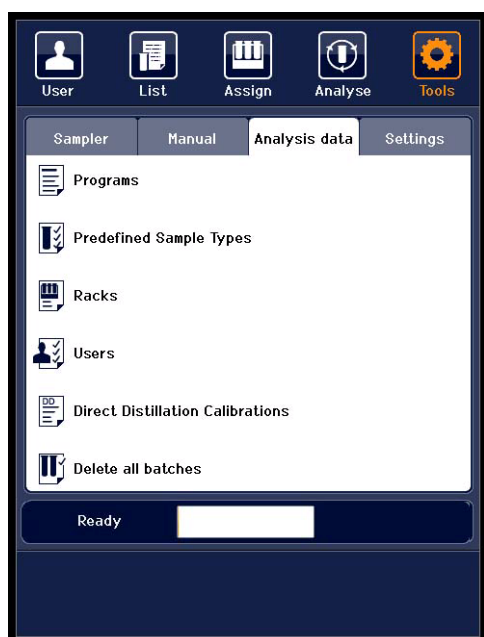 User List Assign Analyse Tools
Sampler Manual Analysis data Settings
Programs
Predefined Sample Types
Racks
Users
DD
Direct Distillation Calibrations
Delete all batches
Ready